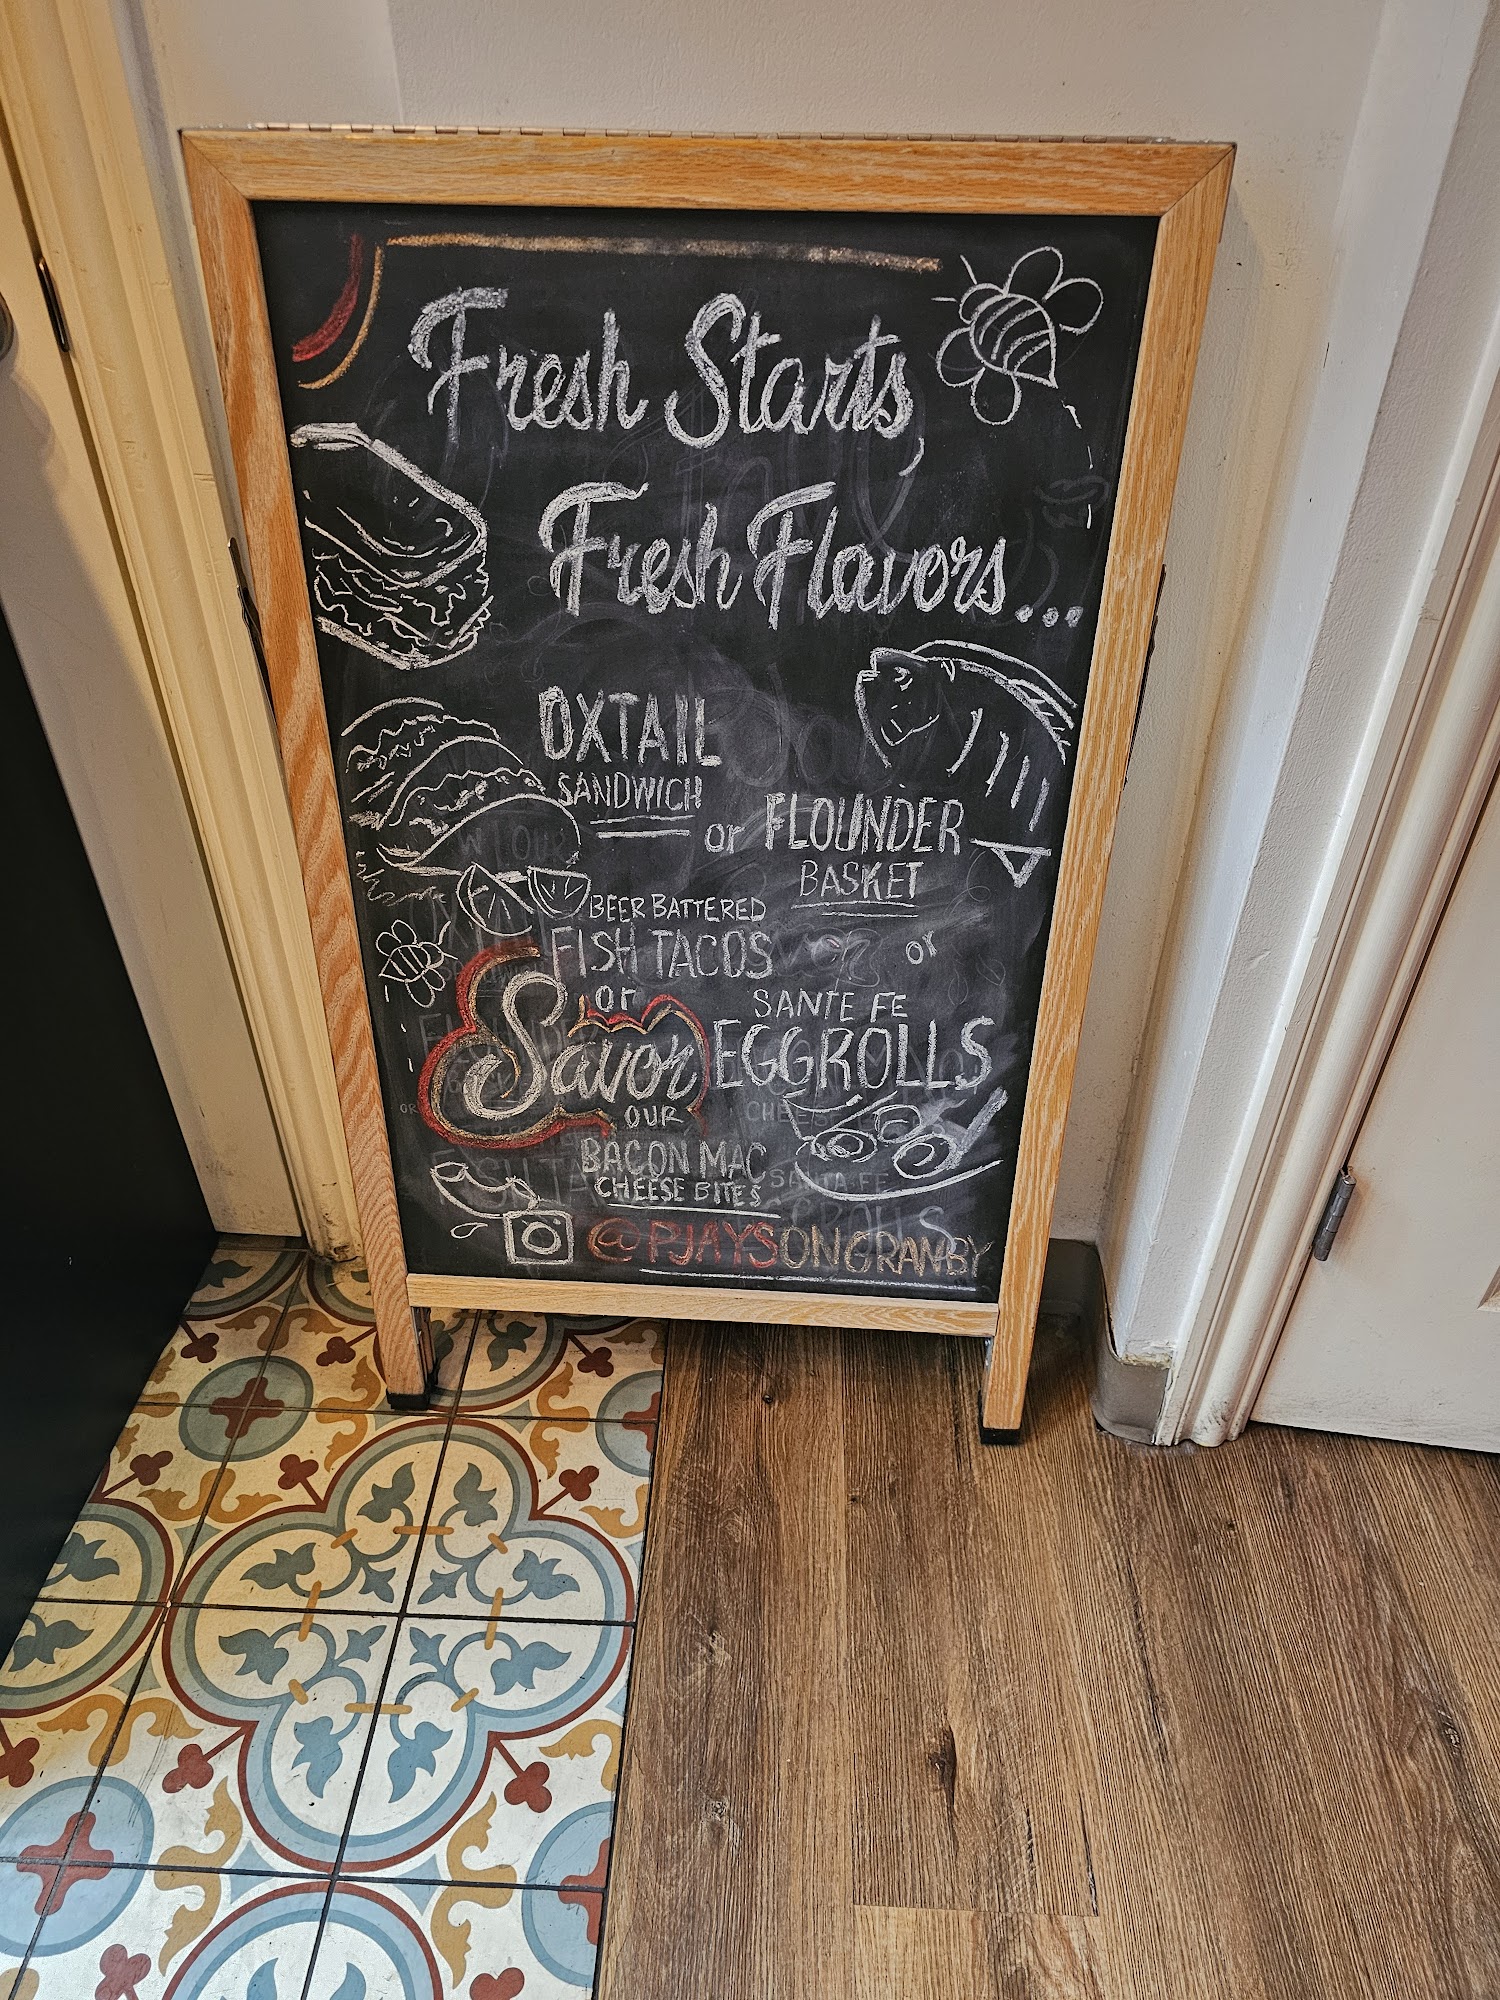 Fresh Starts,
Fresh Flavors...
OXTAIL
SANDWICH
or FLOUNDER
BASKET
or
BEER BATTERED
FISH TACOS
or
SANTE FE
EGGROLLS
Savor
OUR
BACON MAC
CHEESE BITES
@PJAYSONGRANBY